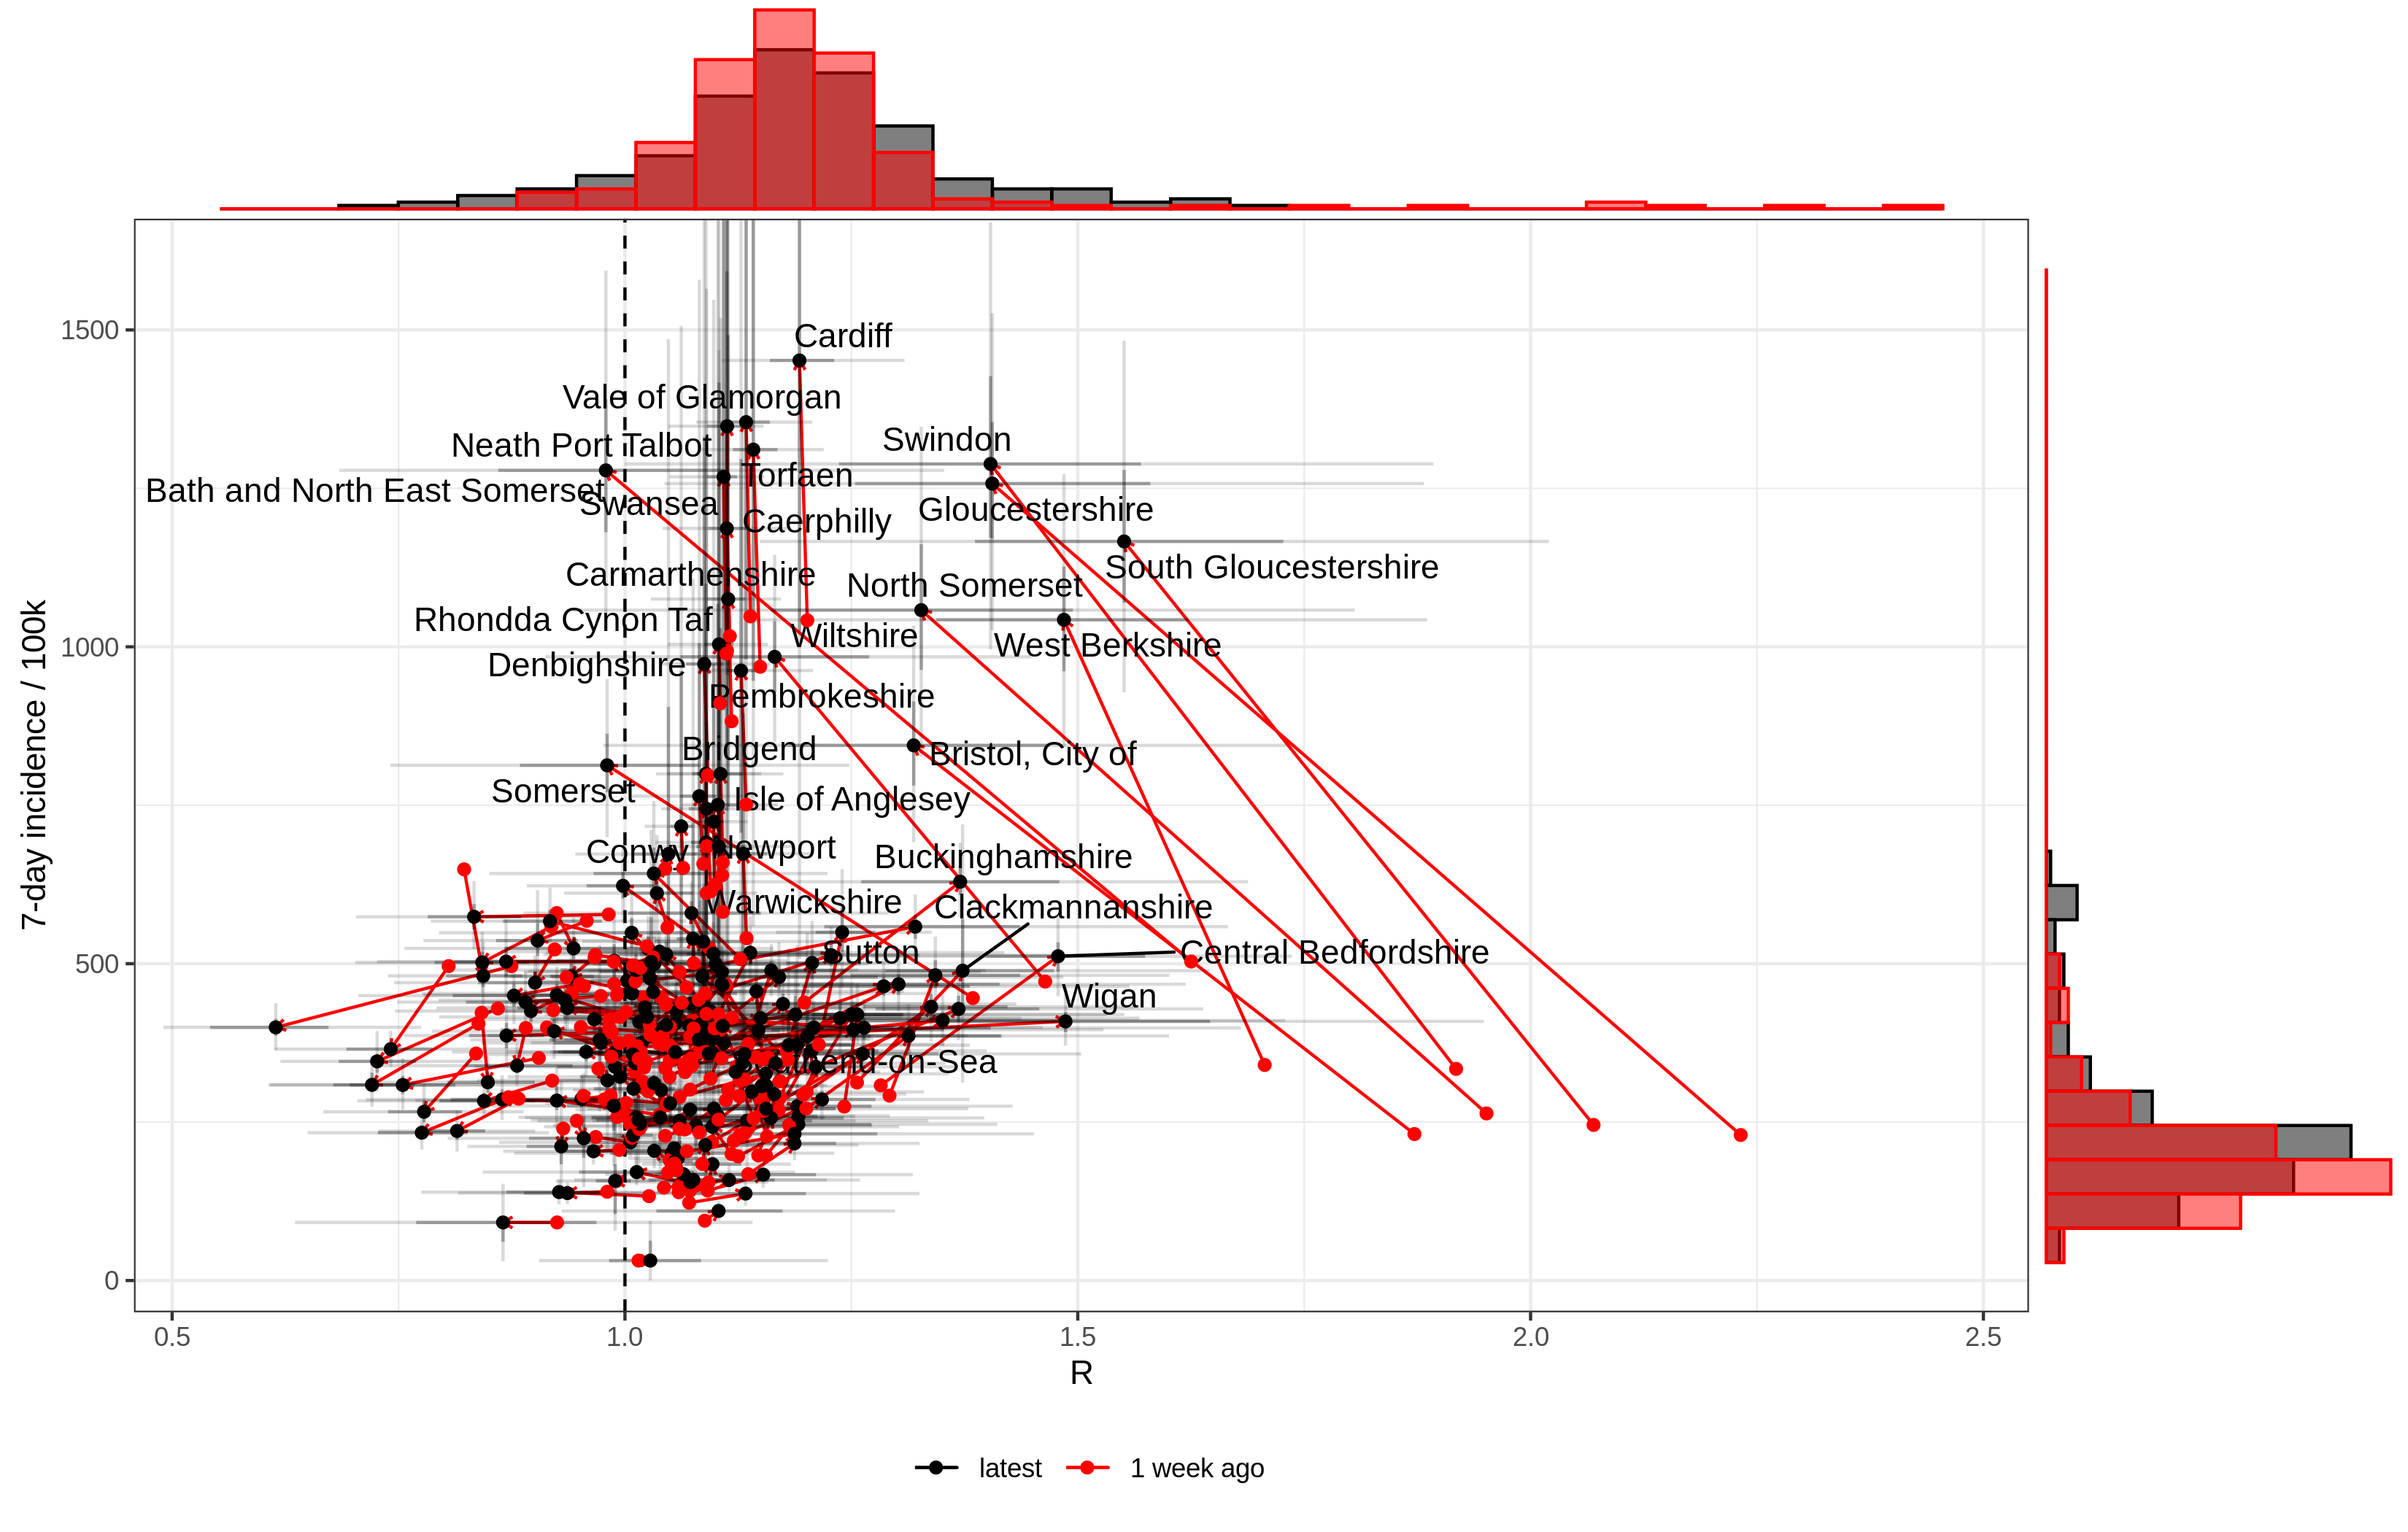 1500
1000
500
0
7-day incidence / 100k
Cardiff
Vale of Glamorgan
Neath Port Talbot
Swindon
Torfaen
Bath and North East Somerset
Swansea
Gloucestershire
Caerphilly
South Gloucestershire
Carmarthenshire
North Somerset
Rhondda Cynon Taf
Wiltshire
West Berkshire
Denbighshire
Pembrokeshire
Bridgend
Bristol, City of
Somerset
Isle of Anglesey
Conwy
Newport
Buckinghamshire
Warwickshire
Clackmannanshire
Sutton
Central Bedfordshire
Wigan
Southend-on-Sea
0.5
1.0
1.5
2.0
2.5
R
latest
1 week ago